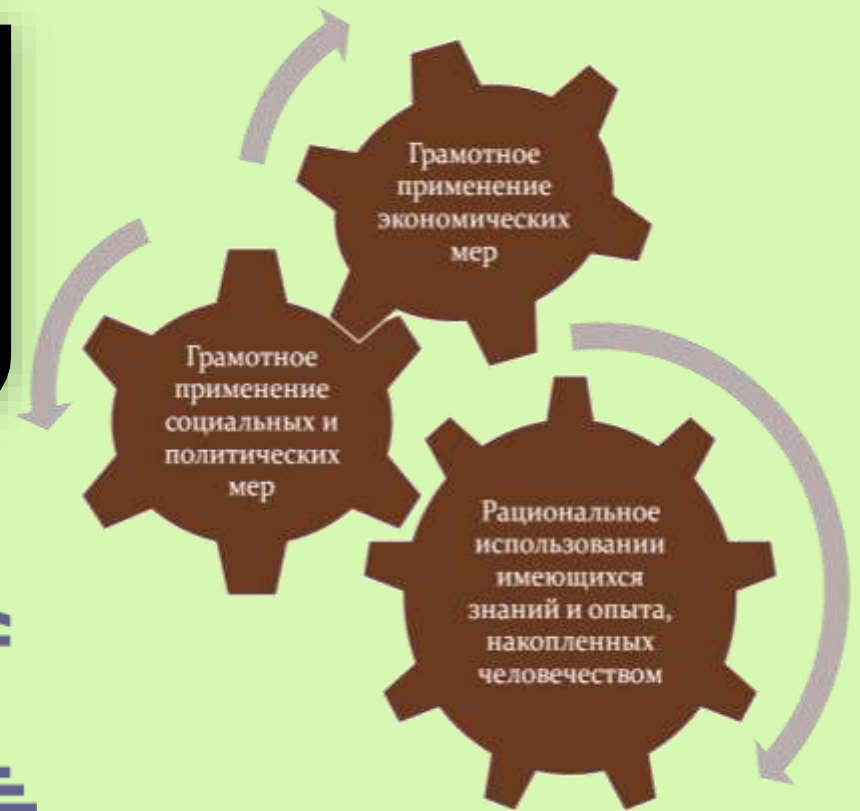 Грамотное
применение
экономических
мер
Грамотное
применение
социальных и
политических
мер
Рациональное
использовании
имеющихся
знаний и опыта,
накопленных
человечеством